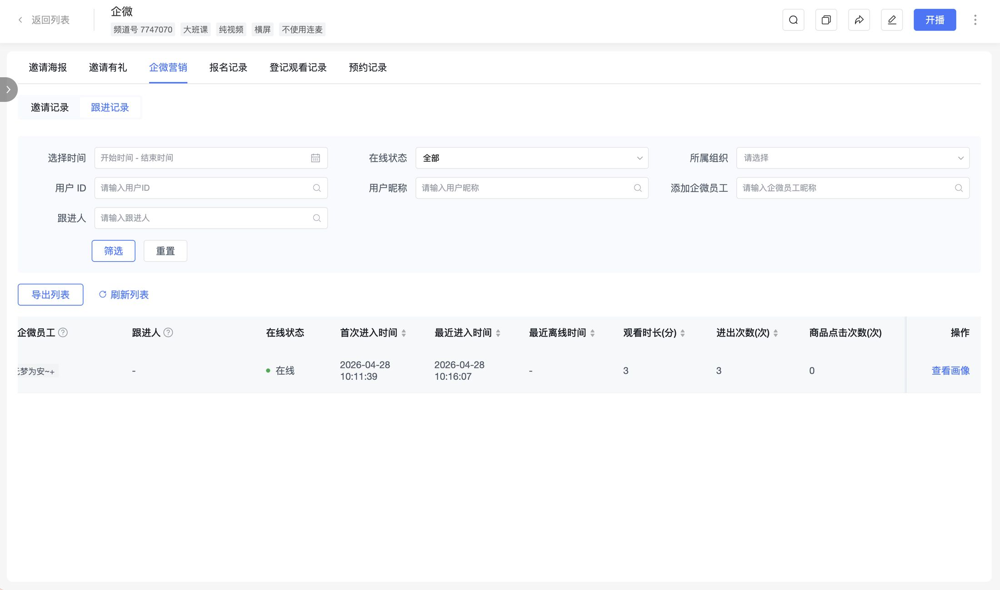 返回列表
企微
频道号 7747070 大班课 纯视频 横屏 不使用连麦
开播
邀请海报 邀请有礼 企微营销 报名记录 登记观看记录 预约记录
邀请记录 跟进记录
选择时间 开始时间 - 结束时间 在线状态 全部 所属组织 请选择
用户 ID 请输入用户ID 用户昵称 请输入用户昵称 添加企微员工 请输入企微员工昵称
跟进人 请输入跟进人
筛选 重置
导出列表 刷新列表
企微员工 跟进人 在线状态 首次进入时间 最近进入时间 最近离线时间 观看时长(分) 进出次数(次) 商品点击次数(次) 操作
梦为安~+ - 在线 2026-04-28 10:11:39 2026-04-28 10:16:07 - 3 3 0 查看画像